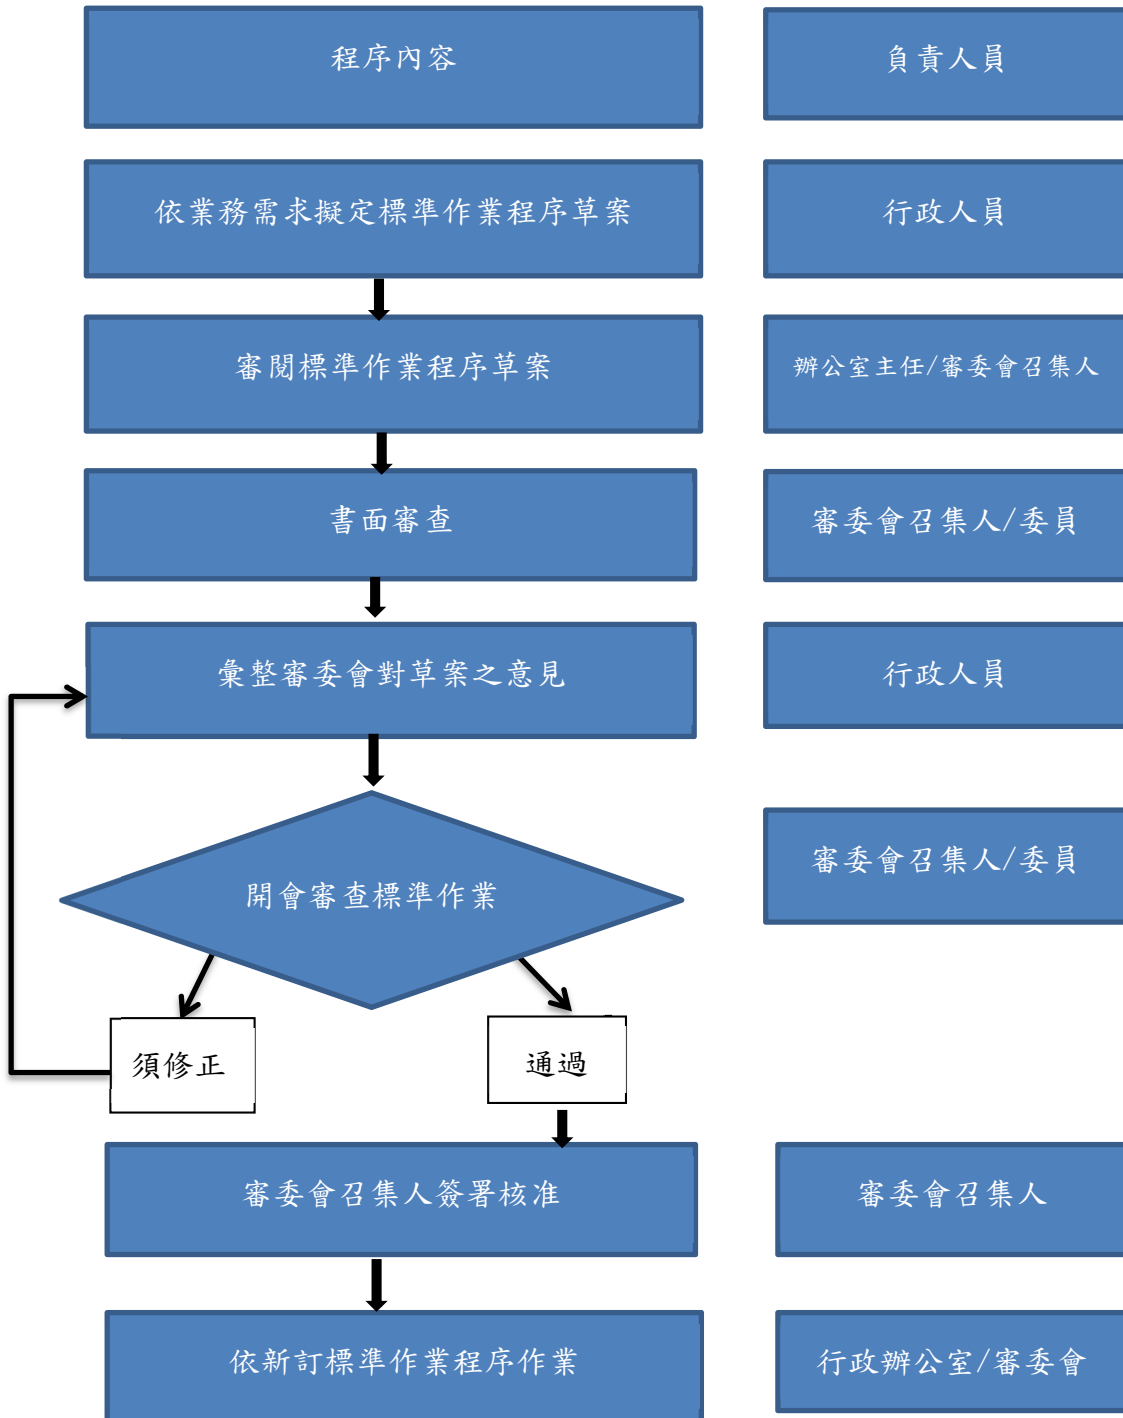 程序內容
負責人員
依業務需求擬定標準作業程序草案
行政人員
審閱標準作業程序草案
辦公室主任/審委會召集人
書面審查
審委會召集人/委員
彙整審委會對草案之意見
行政人員
開會審查標準作業
審委會召集人/委員
須修正
通過
審委會召集人簽署核准
審委會召集人
依新訂標準作業程序作業
行政辦公室/審委會